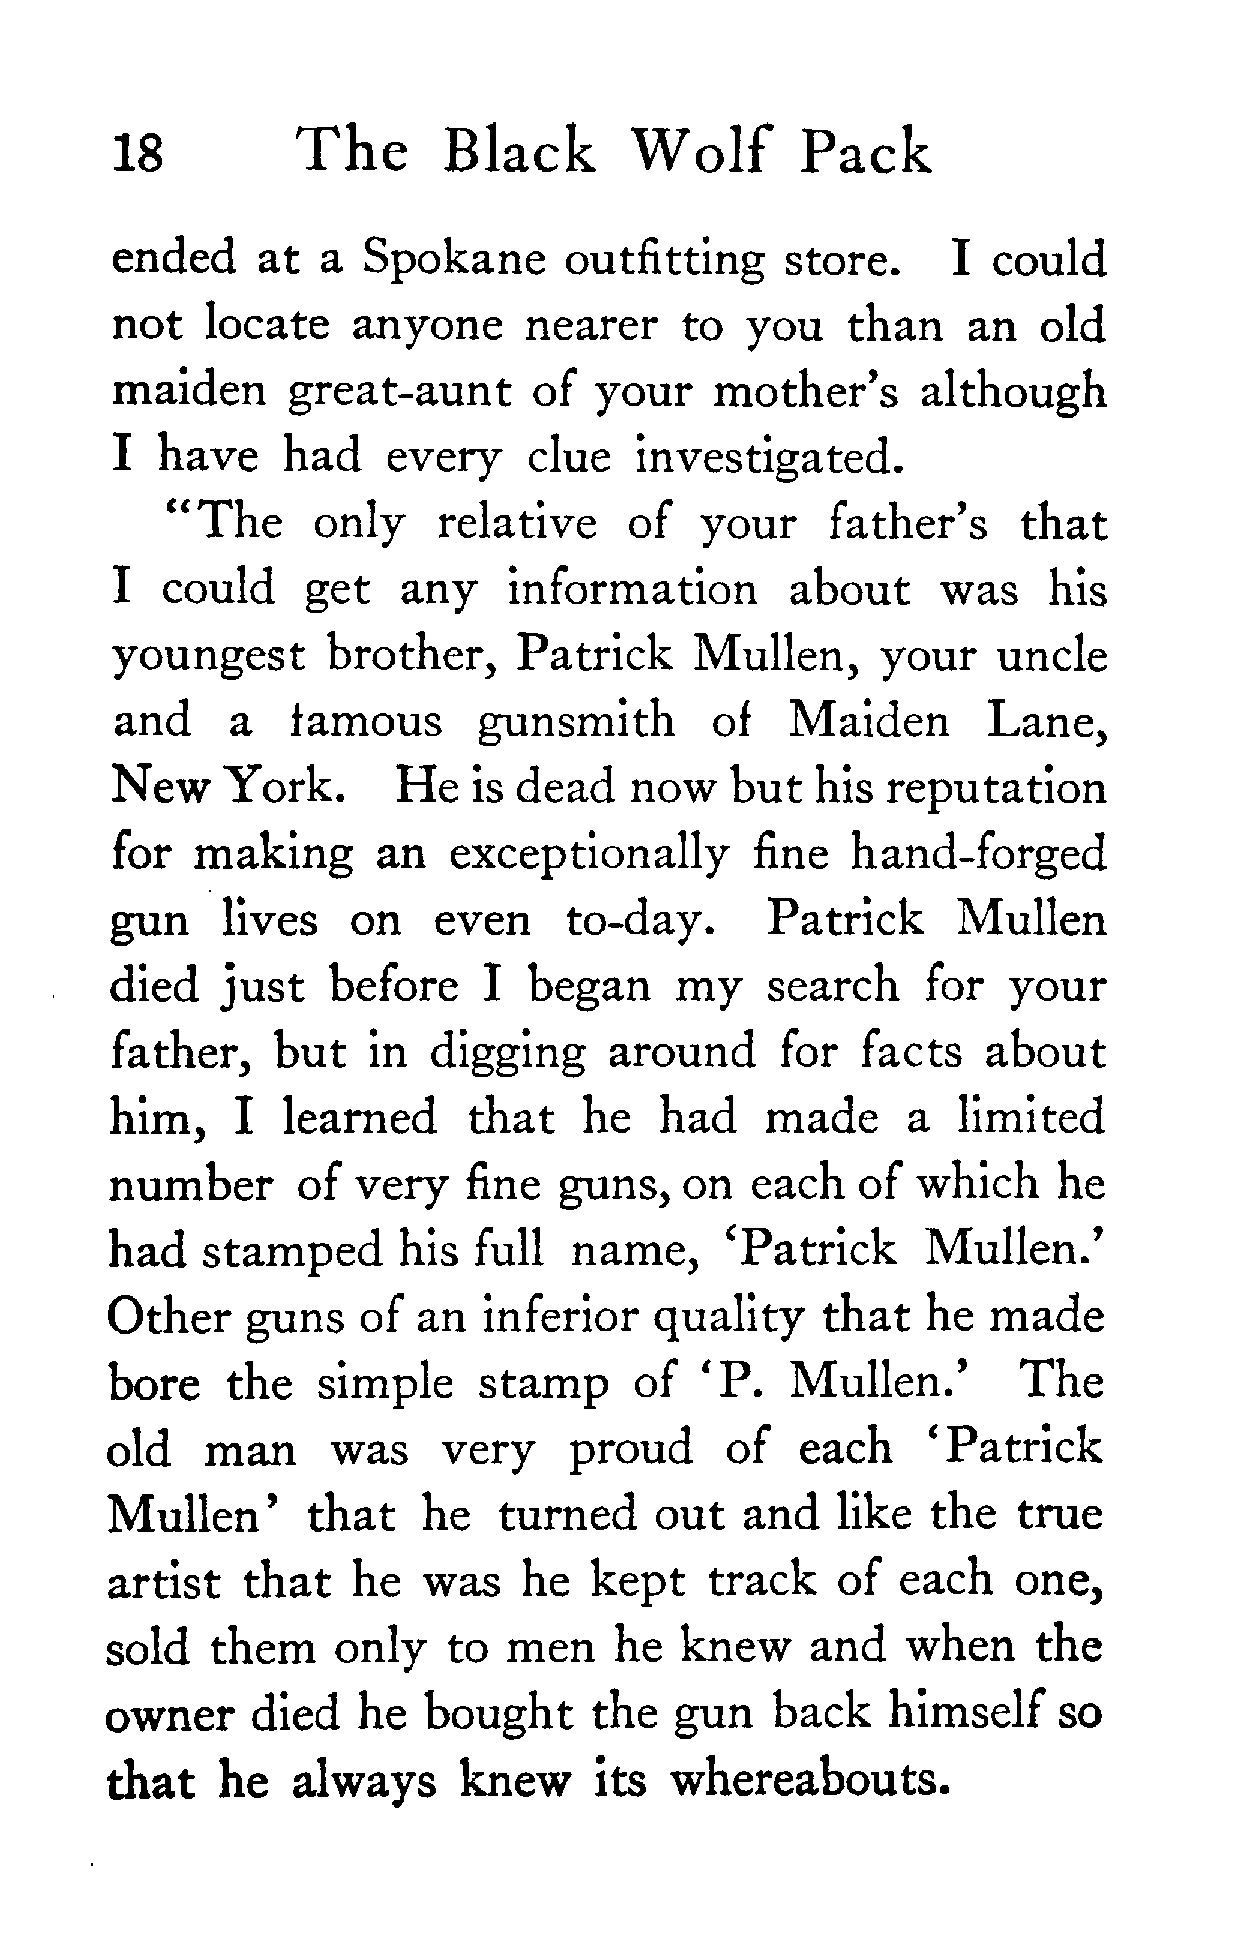 18 The Black Wolf Pack
ended at a Spokane outfitting store. I could
not locate anyone nearer to you than an old
maiden great-aunt of your mother's although
I have had every clue investigated.
"The only relative of your father's that
I could get any information about was his
youngest brother, Patrick Mullen, your uncle
and a famous gunsmith of Maiden Lane,
New York. He is dead now but his reputation
for making an exceptionally fine hand-forged
gun lives on even to-day. Patrick Mullen
died just before I began my search for your
father, but in digging around for facts about
him, I learned that he had made a limited
number of very fine guns, on each of which he
had stamped his full name, 'Patrick Mullen.'
Other guns of an inferior quality that he made
bore the simple stamp of 'P. Mullen.' The
old man was very proud of each 'Patrick
Mullen' that he turned out and like the true
artist that he was he kept track of each one,
sold them only to men he knew and when the
owner died he bought the gun back himself so
that he always knew its whereabouts.